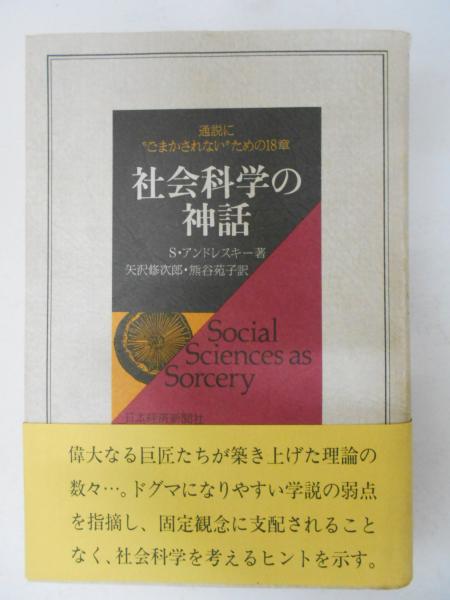 通説に
“ごまかされない”ための18章
社会科学の
神話
S・アンドレスキー著
矢沢修次郎・熊谷苑子訳
Social
Sciences as
Sorcery
日本経済新聞社
偉大なる巨匠たちが築き上げた理論の
数々…。ドグマになりやすい学説の弱点
を指摘し、固定観念に支配されること
なく、社会科学を考えるヒントを示す。